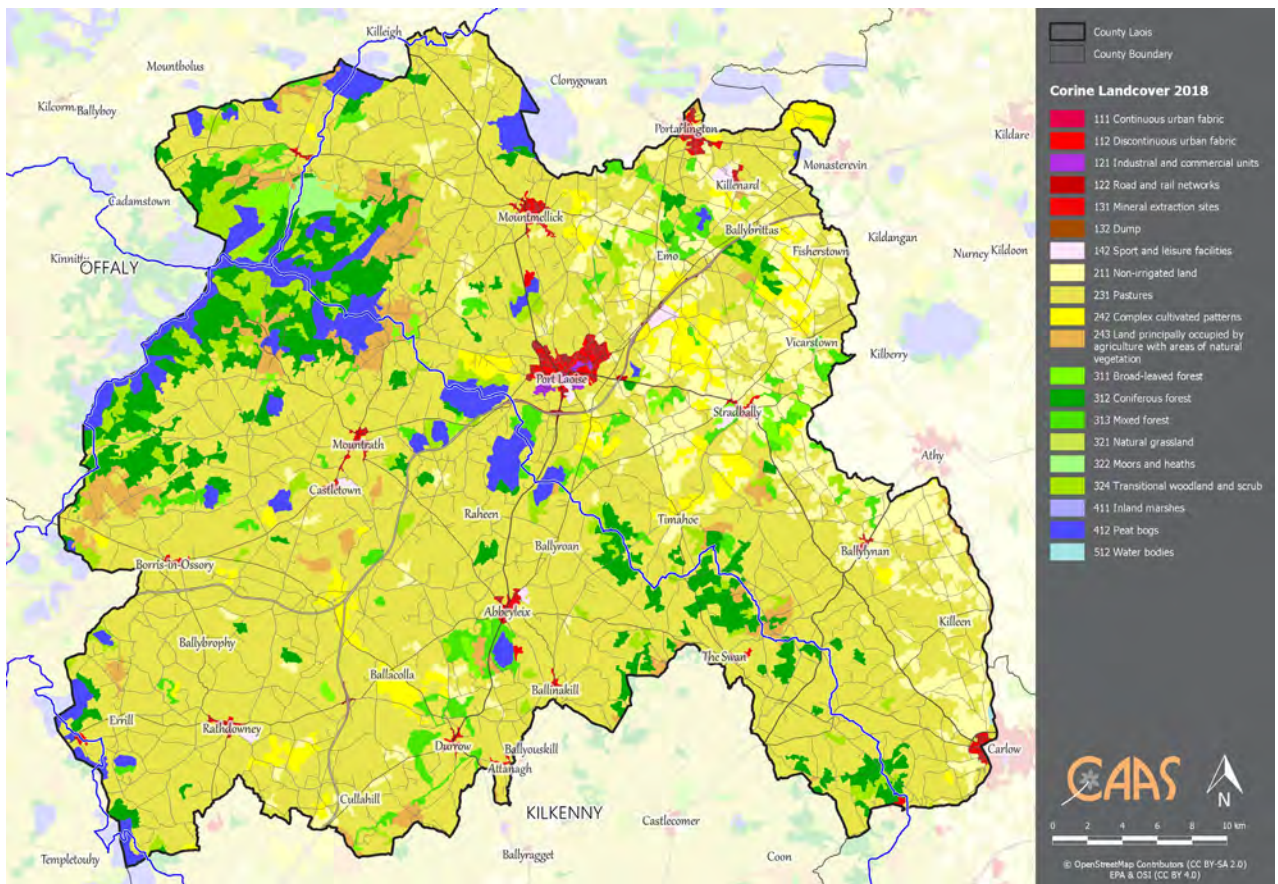 Killeigh
Mountbolus
Clonygowan
Kilcorm
Ballyboy
Portarlington
Kildare
Monasterevin
Killenard
Cadamstown
Mountmellick
Ballybrittas
Kildangan
Fisherstown
Nurney
Kildoon
Kinnitty
OFFALY
Emo
Vicarstown
Kilberry
Port Laoise
Stradbally
Mountrath
Athy
Castletown
Raheen
Timahoe
Ballyroan
Ballylynan
Borris-in-Ossory
Abbeyleix
Killeen
Ballybrophy
The Swan
Ballacolla
Ballinakill
Errill
Rathdowney
Durrow
Ballyouskill
Carlow
Attanagh
Cullahill
KILKENNY
Castlecomer
Templetouhy
Ballyragget
Coon
County Laois
County Boundary
Corine Landcover 2018
111 Continuous urban fabric
112 Discontinuous urban fabric
121 Industrial and commercial units
122 Road and rail networks
131 Mineral extraction sites
132 Dump
142 Sport and leisure facilities
211 Non-irrigated land
231 Pastures
242 Complex cultivated patterns
243 Land principally occupied by
agriculture with areas of natural
vegetation
311 Broad-leaved forest
312 Coniferous forest
313 Mixed forest
321 Natural grassland
322 Moors and heaths
324 Transitional woodland and scrub
411 Inland marshes
412 Peat bogs
512 Water bodies
CAAS
N
0 2 4 6 8 10 km
© OpenStreetMap Contributors (CC BY-SA 2.0)
EPA & OSI (CC BY 4.0)